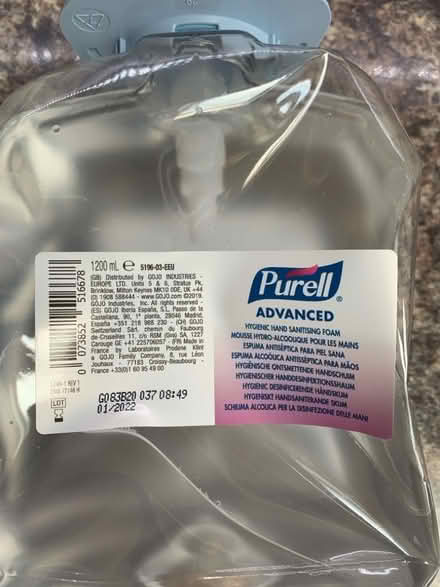 1200 mL ℮ 5196-03-EEU
(GB) Distributed by GOJO INDUSTRIES -
EUROPE LTD. Units 5 & 6, Stratus Pk,
Brinklow, Milton Keynes MK10 0DE, UK +44
(0) 1908 588444 - www.GOJO.com ©2019.
GOJO Industries, Inc. All rights reserved -
(ES) GOJO Iberia España, S.L., Paseo de la
Castellana, 90, 1ª planta, 28046 Madrid,
España +351 218 986 230 - (CH) GOJO
Switzerland Sàrl. chemin du Faubourg
de-Cruseilles 11, c/o RSM (Gre) SA, 1227
Carouge GE +41 225706057 - (FR) Made in
France by Laboratoires Prodene Klint
a GOJO Family Company, 8, rue Léon
Jouhaux - 77183 Croissy-Beaubourg -
France +33(0)1 60 95 49 00
0 073852 516678
LOT
G083B20 037 08:49
01/2022
Purell®
ADVANCED
HYGIENIC HAND SANITISING FOAM
MOUSSE HYDRO-ALCOOLIQUE POUR LES MAINS
ESPUMA ANTISÉPTICA PARA PIEL SANA
ESPUMA ALCOÓLICA ANTISSÉPTICA PARA MÃOS
HYGIËNISCHE ONTSMETTENDE HANDSCHUIM
HYGIENISCHER HANDDESINFEKTIONSSCHAUM
HYGIENIC DESINFICERENDE HÅNDSKUM
HYGIENISKT HANDSANITERANDE SKUM
SCHIUMA ALCOLICA PER LA DISINFEZIONE DELLE MANI